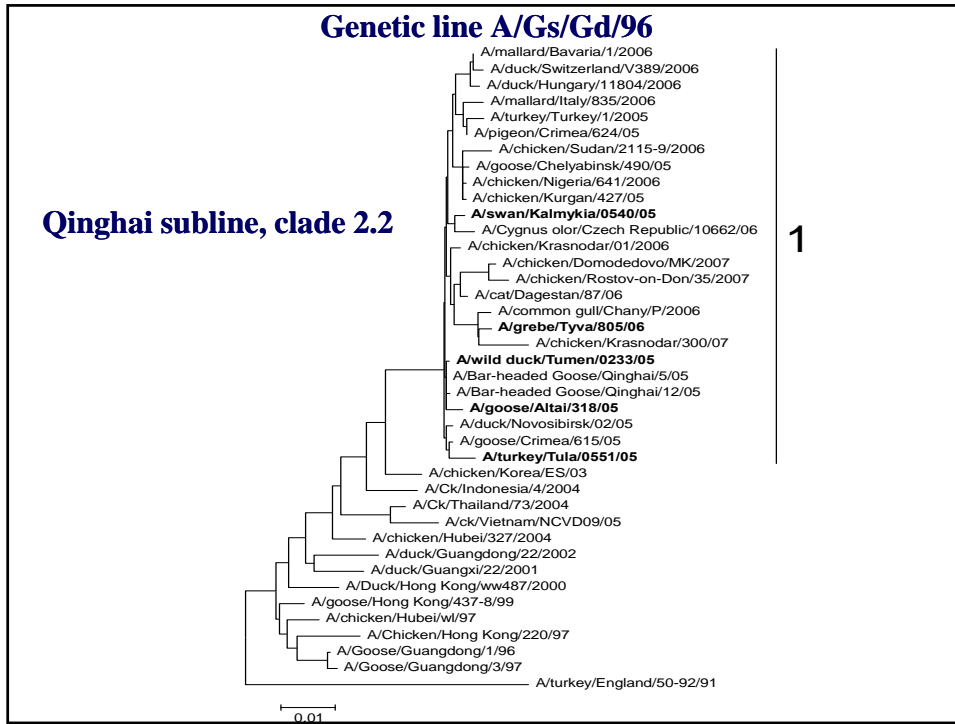 Genetic line A/Gs/Gd/96
A/mallard/Bavaria/1/2006
A/duck/Switzerland/V389/2006
A/duck/Hungary/11804/2006
A/mallard/Italy/835/2006
A/turkey/Turkey/1/2005
A/pigeon/Crimea/624/05
A/chicken/Sudan/2115-9/2006
A/goose/Chelyabinsk/490/05
A/chicken/Nigeria/641/2006
A/chicken/Kurgan/427/05
A/swan/Kalmykia/0540/05
Qinghai subline, clade 2.2
A/Cygnus olor/Czech Republic/10662/06
1
A/chicken/Krasnodar/01/2006
A/chicken/Domodedovo/MK/2007
A/chicken/Rostov-on-Don/35/2007
A/cat/Dagestan/87/06
A/common gull/Chany/P/2006
A/grebe/Tyva/805/06
A/chicken/Krasnodar/300/07
A/wild duck/Tumen/0233/05
A/Bar-headed Goose/Qinghai/5/05
A/Bar-headed Goose/Qinghai/12/05
A/goose/Altai/318/05
A/duck/Novosibirsk/02/05
A/goose/Crimea/615/05
A/turkey/Tula/0551/05
A/chicken/Korea/ES/03
A/Ck/Indonesia/4/2004
A/Ck/Thailand/73/2004
A/ck/Vietnam/NCVD09/05
A/chicken/Hubei/327/2004
A/duck/Guangdong/22/2002
A/duck/Guangxi/22/2001
A/Duck/Hong Kong/ww487/2000
A/goose/Hong Kong/437-8/99
A/chicken/Hubei/wl/97
A/Chicken/Hong Kong/220/97
A/Goose/Guangdong/1/96
A/Goose/Guangdong/3/97
A/turkey/England/50-92/91
0.01